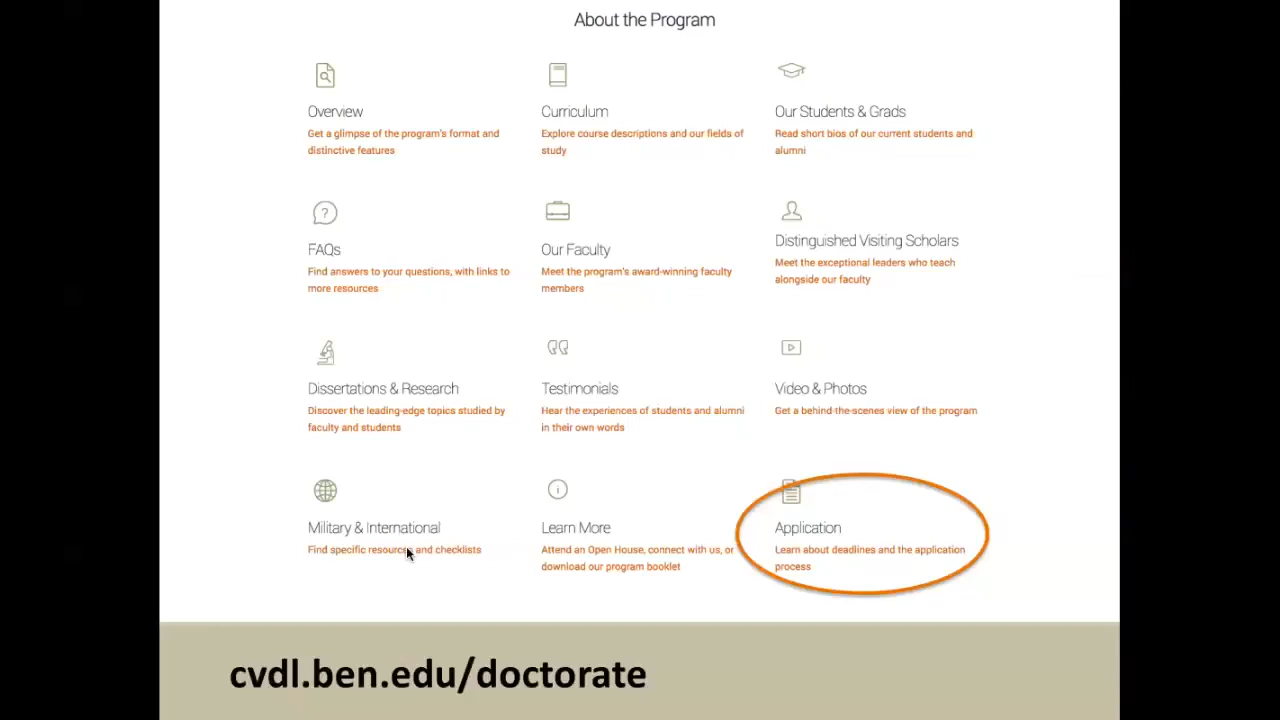 About the Program
Overview
Get a glimpse of the program's format and
distinctive features
Curriculum
Explore course descriptions and our fields of
study
Our Students & Grads
Read short bios of our current students and
alumni
FAQs
Find answers to your questions, with links to
more resources
Our Faculty
Meet the program's award-winning faculty
members
Distinguished Visiting Scholars
Meet the exceptional leaders who teach
alongside our faculty
Dissertations & Research
Discover the leading-edge topics studied by
faculty and students
Testimonials
Hear the experiences of students and alumni
in their own words
Video & Photos
Get a behind-the-scenes view of the program
Military & International
Find specific resources and checklists
Learn More
Attend an Open House, connect with us, or
download our program booklet
Application
Learn about deadlines and the application
process
cvdl.ben.edu/doctorate